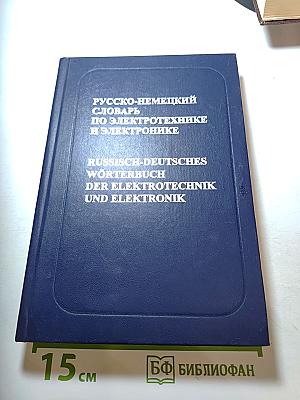 РУССКО-НЕМЕЦКИЙ
СЛОВАРЬ
ПО ЭЛЕКТРОТЕХНИКЕ
И ЭЛЕКТРОНИКЕ
RUSSISCH-DEUTSCHES
WÖRTERBUCH
DER ELEKTROTECHNIK
UND ELEKTRONIK
15 см
БФ БИБЛИОФАН